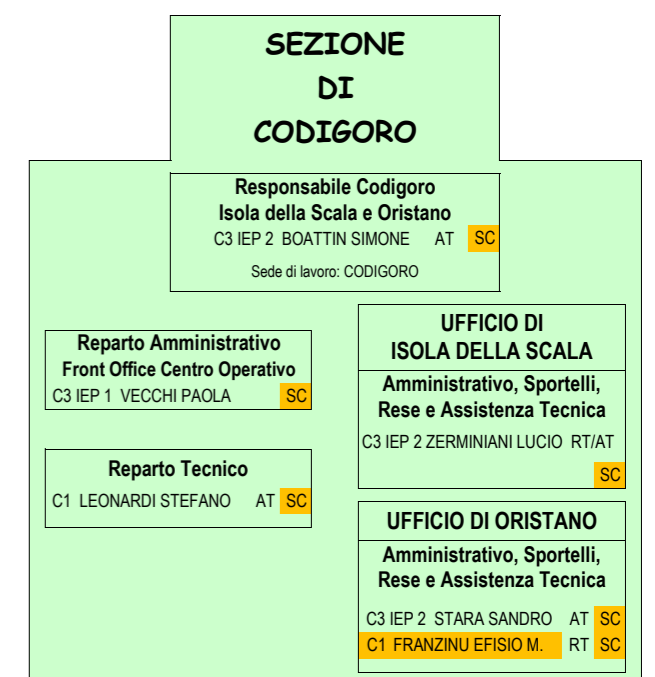 SEZIONE
DI
CODIGORO
Responsabile Codigoro
Isola della Scala e Oristano
C3 IEP 2 BOATTIN SIMONE AT SC
Sede di lavoro: CODIGORO
Reparto Amministrativo
Front Office Centro Operativo
C3 IEP 1 VECCHI PAOLA SC
Reparto Tecnico
C1 LEONARDI STEFANO AT SC
UFFICIO DI
ISOLA DELLA SCALA
Amministrativo, Sportelli,
Rese e Assistenza Tecnica
C3 IEP 2 ZERMINIANI LUCIO RT/AT
SC
UFFICIO DI ORISTANO
Amministrativo, Sportelli,
Rese e Assistenza Tecnica
C3 IEP 2 STARA SANDRO AT SC
C1 FRANZINU EFISIO M. RT SC